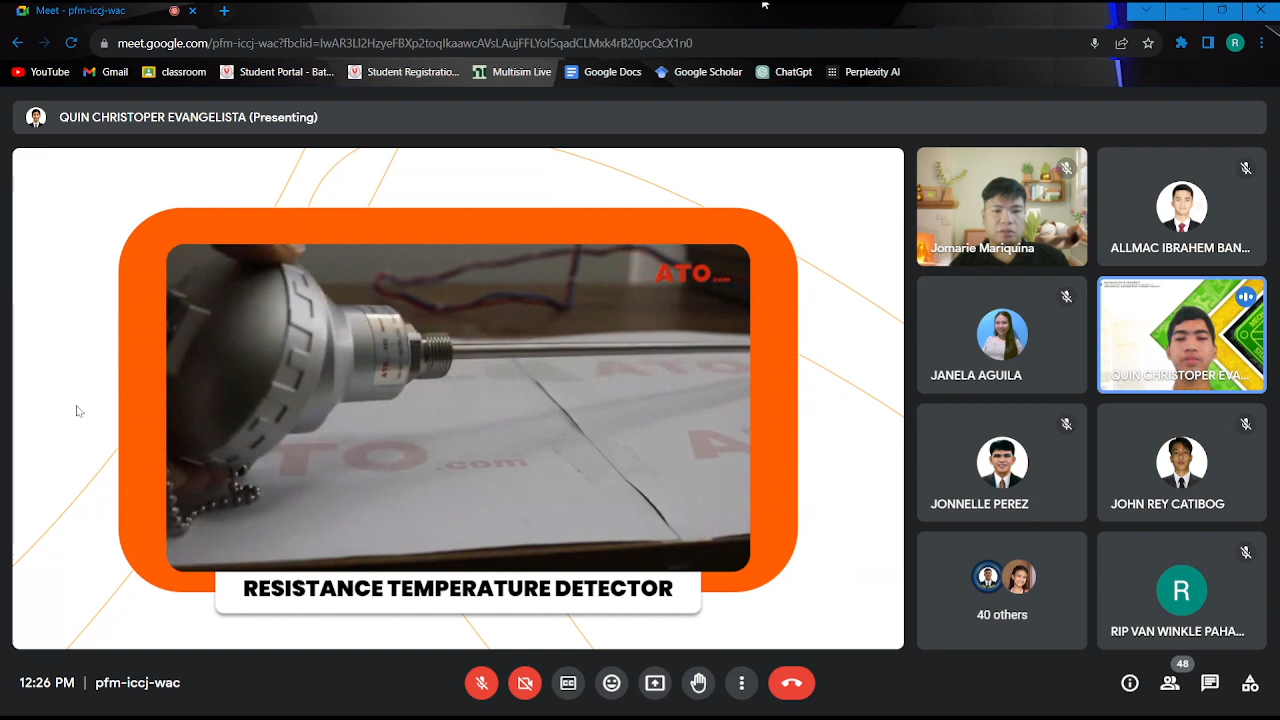 Meet - pfm-iccj-wac
meet.google.com/pfm-iccj-wac?fbclid=IwAR3Ll2HzyeFBXp2toqIkaawcAVsLAujFFLYoI5qadCLMxk4rB20pcQcX1n0
R
YouTube Gmail classroom Student Portal - Bat... Student Registratio... Multisim Live Google Docs Google Scholar ChatGpt Perplexity AI
QUIN CHRISTOPER EVANGELISTA (Presenting)
ATO.com
ATO.com
RESISTANCE TEMPERATURE DETECTOR
Jomarie Mariquina
ALLMAC IBRAHEM BAN...
JANELA AGUILA
QUIN CHRISTOPER EVA...
JONNELLE PEREZ
JOHN REY CATIBOG
40 others
R
RIP VAN WINKLE PAHA...
12:26 PM | pfm-iccj-wac
48